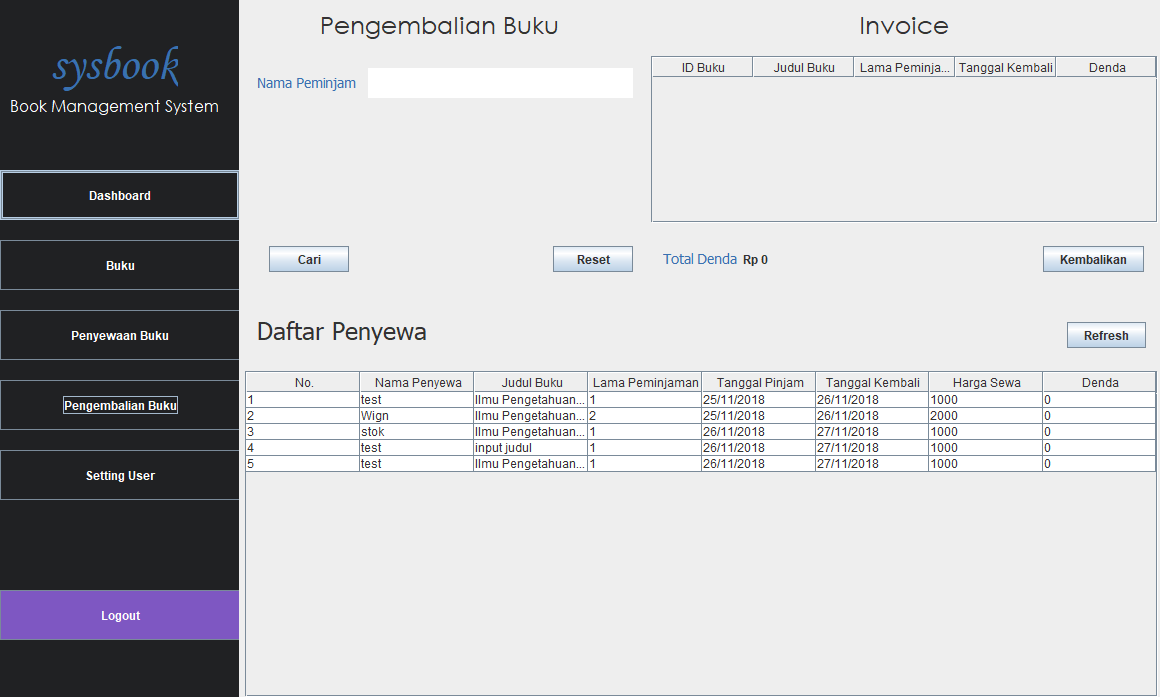 sysbook
Book Management System
Dashboard
Buku
Penyewaan Buku
Pengembalian Buku
Setting User
Logout
Pengembalian Buku
Nama Peminjam
Cari
Reset
Invoice
ID Buku Judul Buku Lama Peminja... Tanggal Kembali Denda
Total Denda Rp 0
Kembalikan
Daftar Penyewa
Refresh
No. Nama Penyewa Judul Buku Lama Peminjaman Tanggal Pinjam Tanggal Kembali Harga Sewa Denda
1 test Ilmu Pengetahuan... 1 25/11/2018 26/11/2018 1000 0
2 Wign Ilmu Pengetahuan... 2 25/11/2018 26/11/2018 2000 0
3 stok Ilmu Pengetahuan... 1 26/11/2018 27/11/2018 1000 0
4 test input judul 1 26/11/2018 27/11/2018 1000 0
5 test Ilmu Pengetahuan... 1 26/11/2018 27/11/2018 1000 0